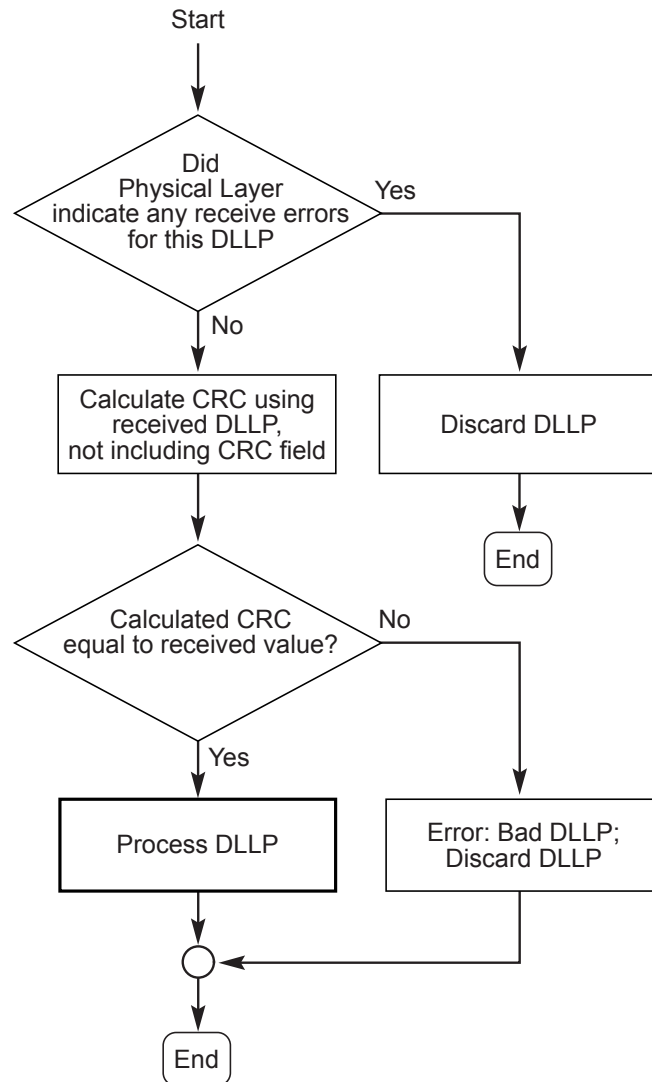 Start
Did
Physical Layer
indicate any receive errors
for this DLLP
Yes
No
Calculate CRC using
received DLLP,
not including CRC field
Discard DLLP
End
Calculated CRC
equal to received value?
No
Yes
Process DLLP
Error: Bad DLLP;
Discard DLLP
End